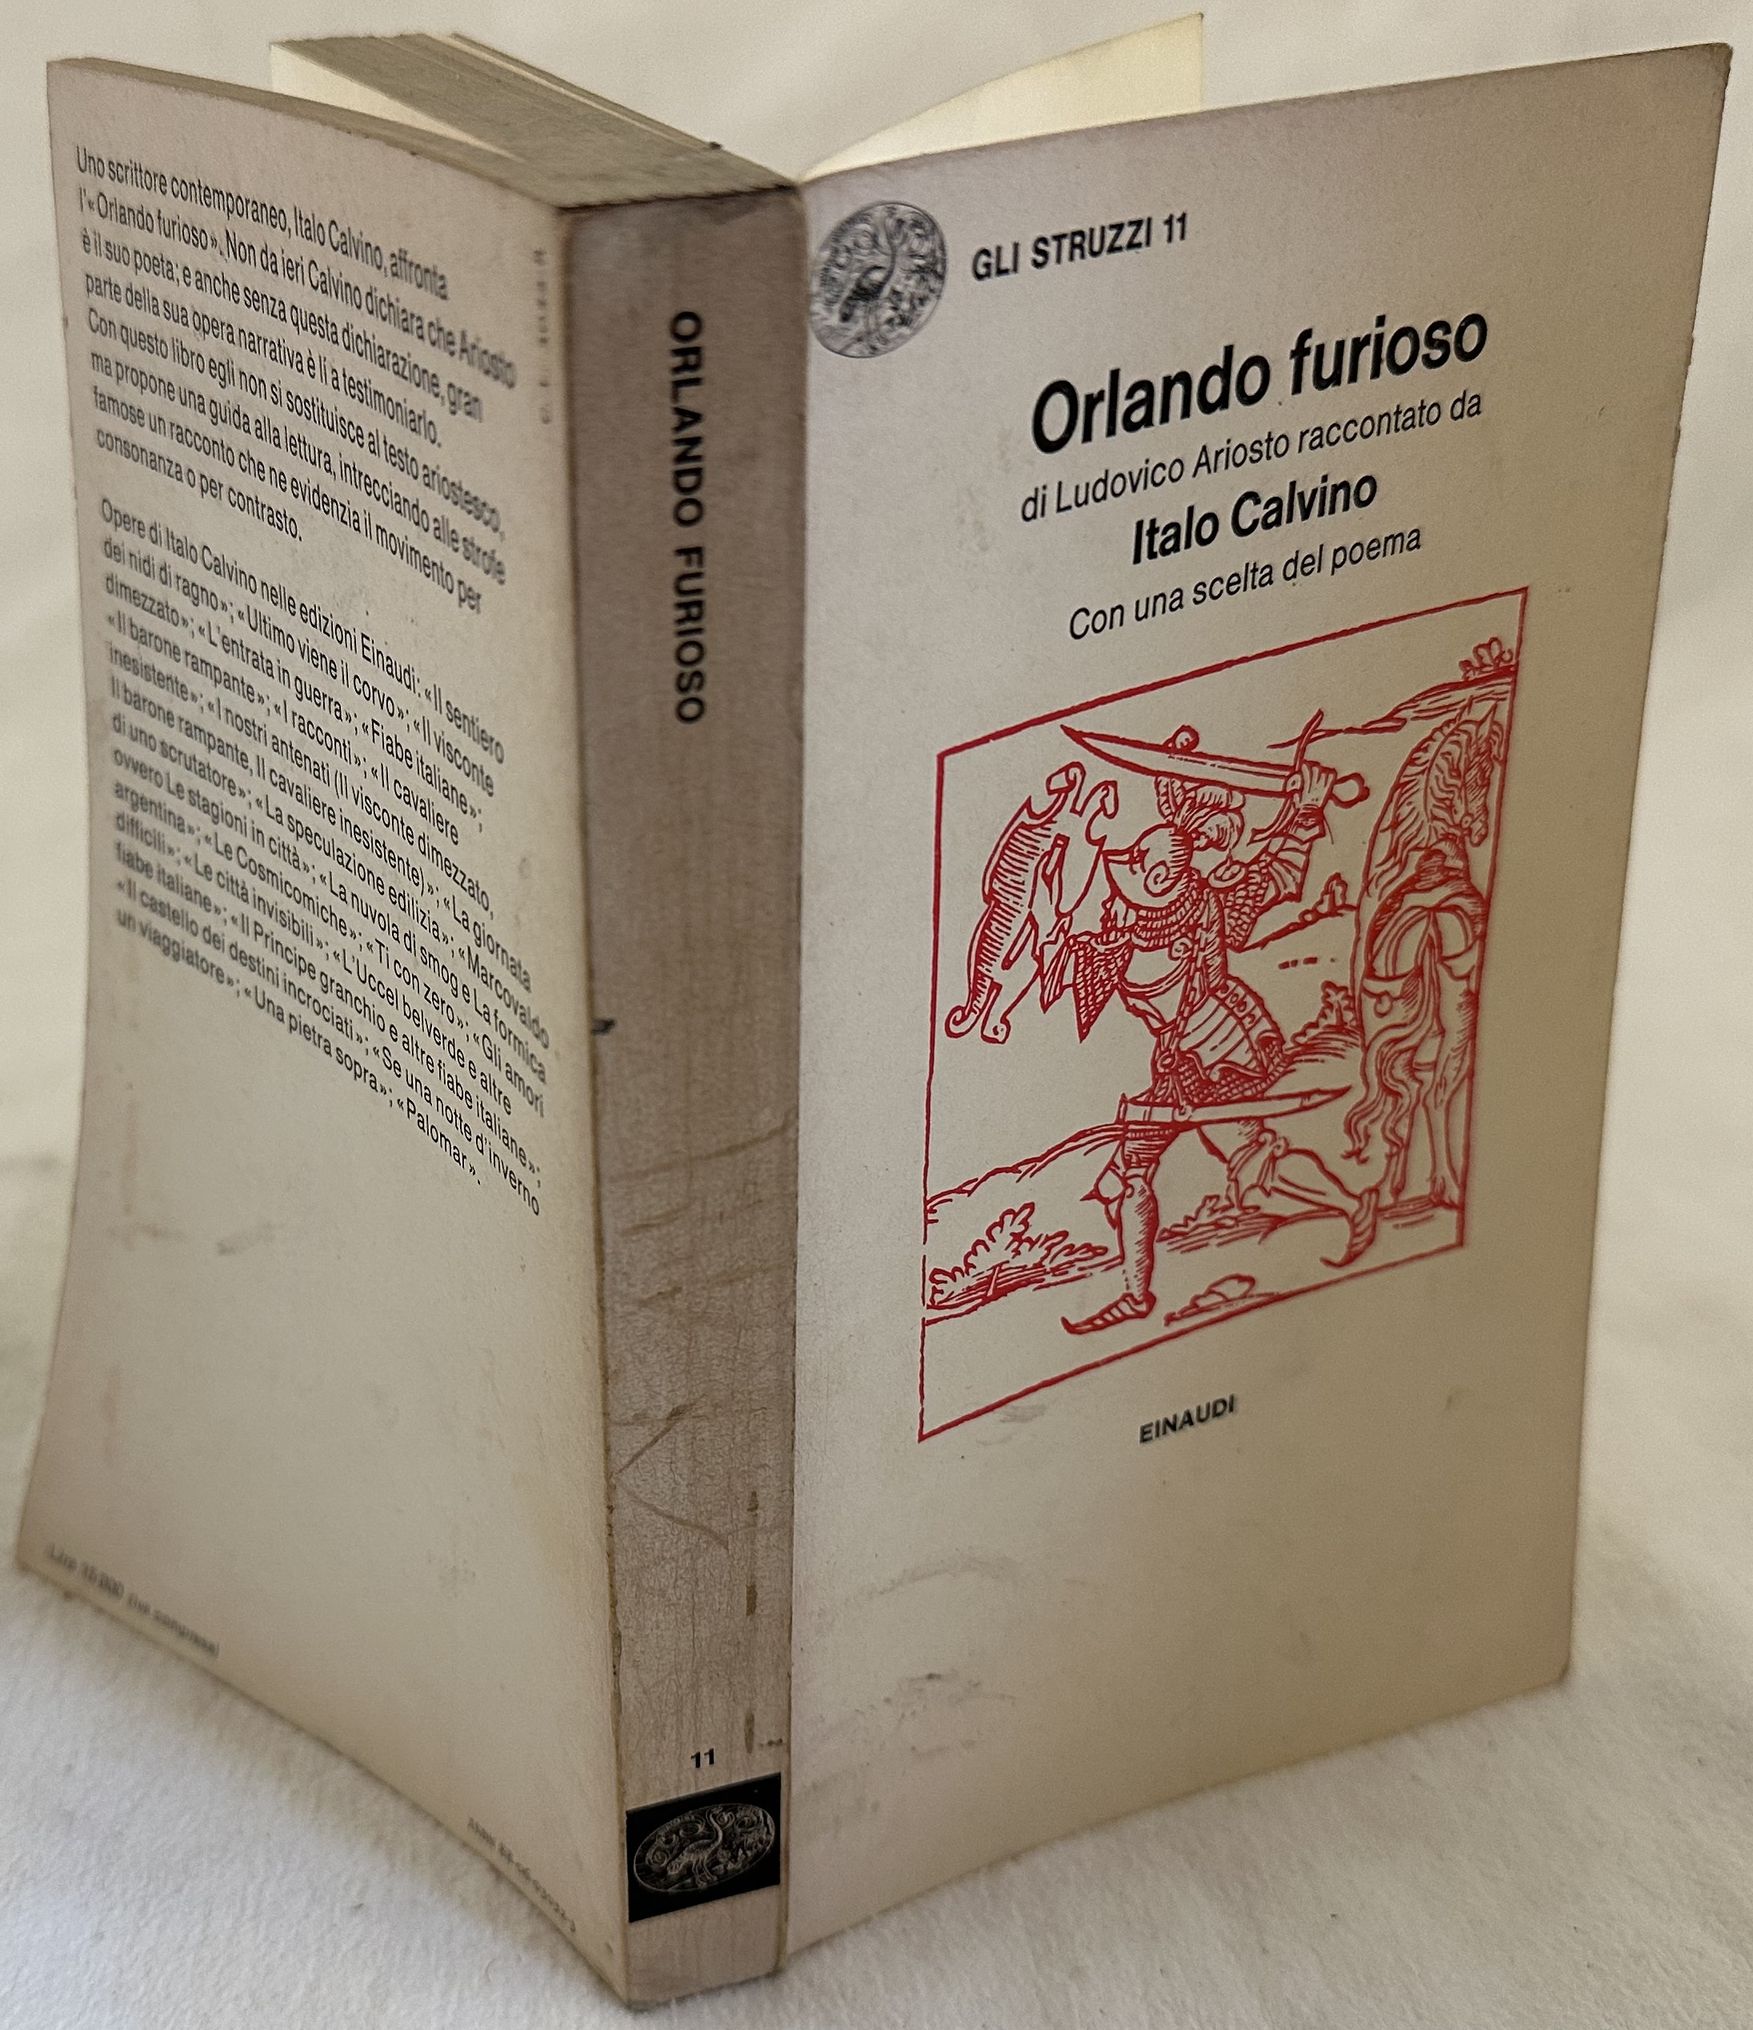 Uno scrittore contemporaneo, Italo Calvino, affronta
l'«Orlando furioso». Non da ieri Calvino dichiara che Ariosto
è il suo poeta; e anche senza questa dichiarazione, gran
parte della sua opera narrativa è lí a testimoniarlo.
Con questo libro egli non si sostituisce al testo ariostesco,
ma propone una guida alla lettura, intrecciando alle strofe
famose un racconto che ne evidenzia il movimento per
consonanza o per contrasto.
Opere di Italo Calvino nelle edizioni Einaudi: «Il sentiero
dei nidi di ragno»; «Ultimo viene il corvo»; «Il visconte
dimezzato»; «L'entrata in guerra»; «Fiabe italiane»;
«Il barone rampante»; «I racconti»; «Il cavaliere
inesistente»; «I nostri antenati (Il visconte dimezzato,
Il barone rampante, Il cavaliere inesistente)»; «La giornata
di uno scrutatore»; «La speculazione edilizia»; «Marcovaldo
ovvero Le stagioni in città»; «La nuvola di smog e La formica
argentina»; «Le Cosmicomiche»; «Ti con zero»; «Gli amori
difficili»; «Le città invisibili»; «L'Uccel belverde e altre
fiabe italiane»; «Il Principe granchio e altre fiabe italiane»;
«Il castello dei destini incrociati»; «Se una notte d'inverno
un viaggiatore»; «Una pietra sopra»; «Palomar».
ORLANDO FURIOSO
11
GLI STRUZZI 11
Orlando furioso
di Ludovico Ariosto raccontato da
Italo Calvino
Con una scelta del poema
EINAUDI